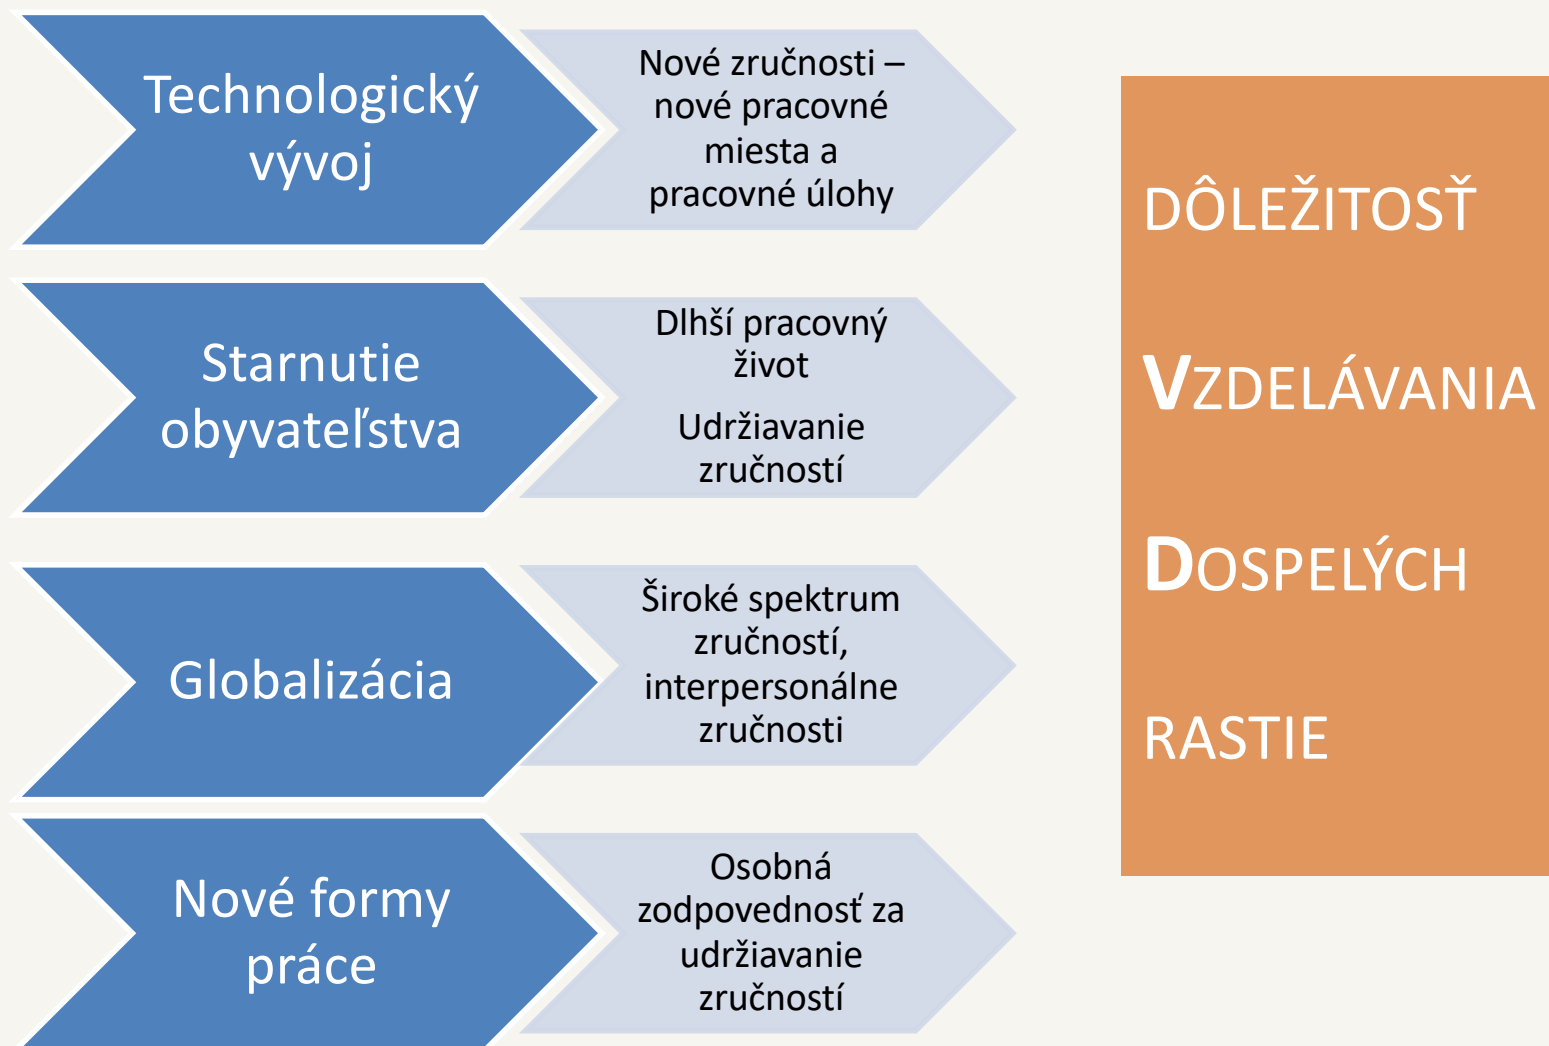 Technologický
vývoj
Nové zručnosti –
nové pracovné
miesta a
pracovné úlohy
Starnutie
obyvateľstva
Dlhší pracovný
život
Udržiavanie
zručností
Globalizácia
Široké spektrum
zručností,
interpersonálne
zručnosti
Nové formy
práce
Osobná
zodpovednosť za
udržiavanie
zručností
DÔLEŽITOSŤ
VZDELÁVANIA
DOSPELÝCH
RASTIE